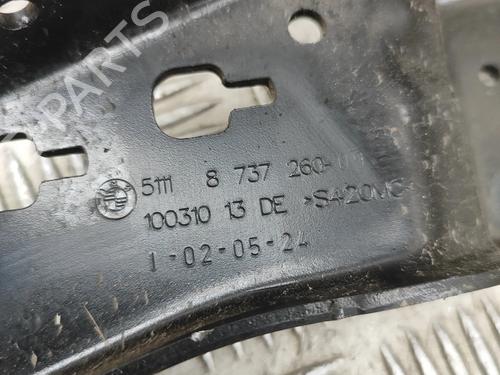 B-PARTS
5111 8 737 260-
100310 13 DE >S420MC<
1-02-05-24